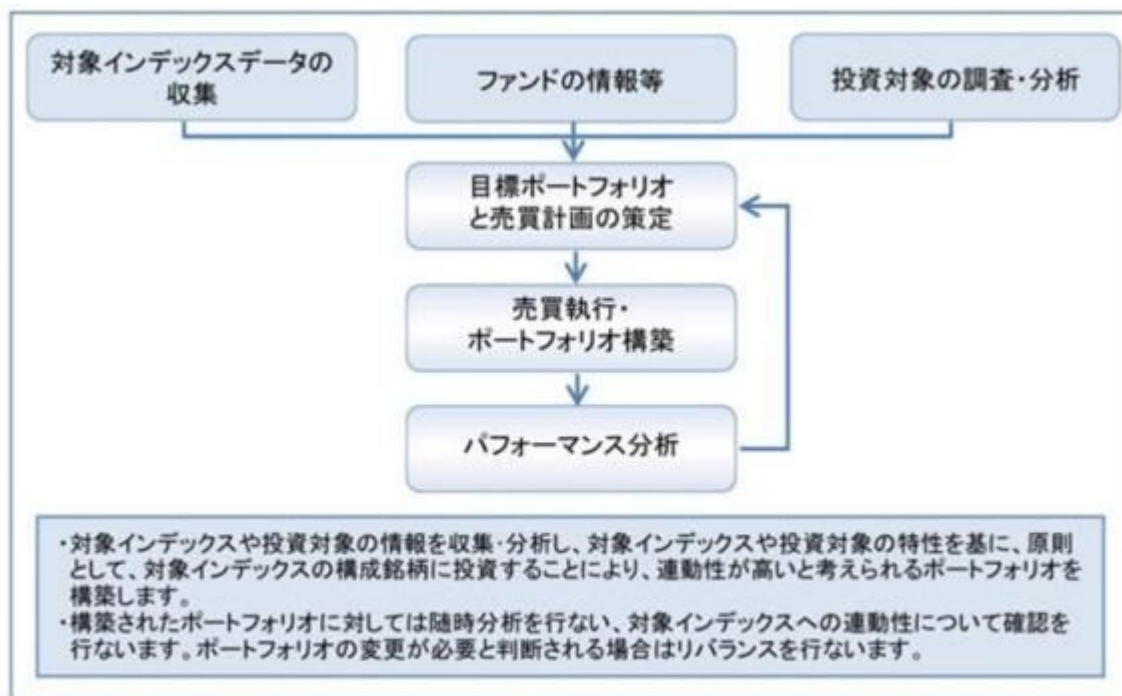 対象インデックスデータの
収集
ファンドの情報等
投資対象の調査・分析
目標ポートフォリオ
と売買計画の策定
売買執行・
ポートフォリオ構築
パフォーマンス分析
・対象インデックスや投資対象の情報を収集・分析し、対象インデックスや投資対象の特性を基に、原則
として、対象インデックスの構成銘柄に投資することにより、連動性が高いと考えられるポートフォリオを
構築します。
・構築されたポートフォリオに対しては随時分析を行ない、対象インデックスへの連動性について確認を
行ないます。ポートフォリオの変更が必要と判断される場合はリバランスを行ないます。